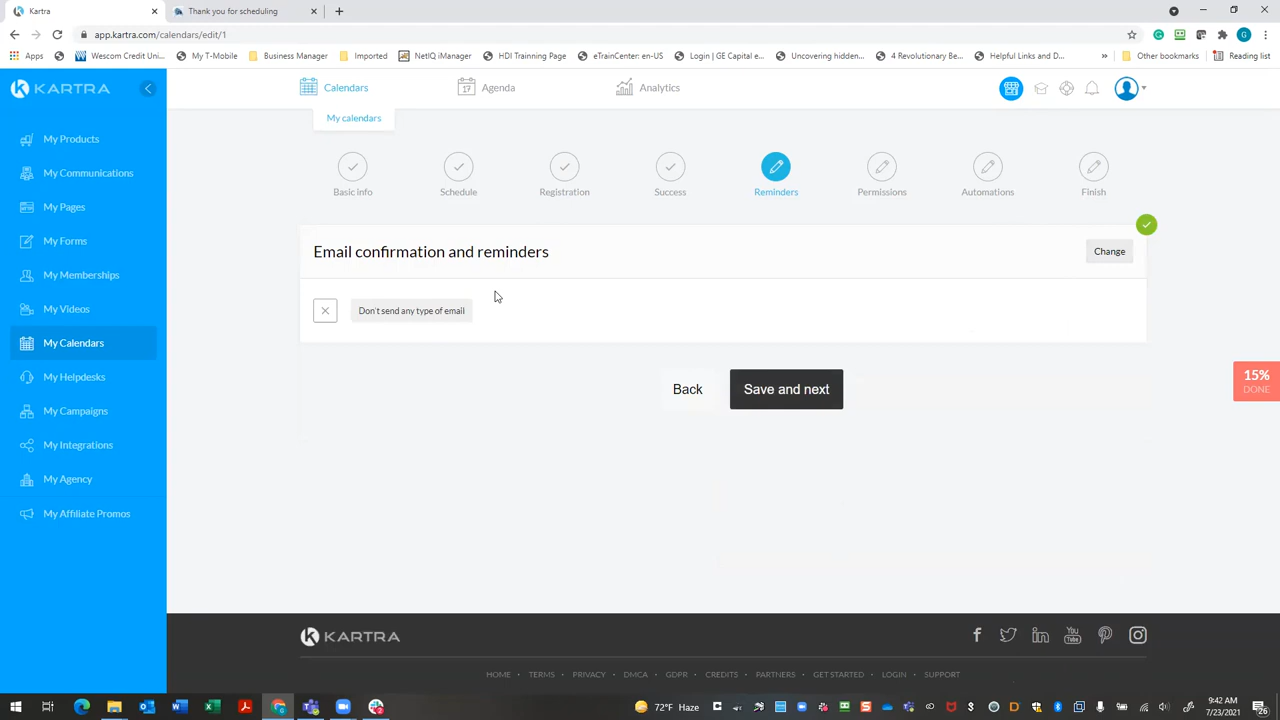 Kartra
Thank you for scheduling
app.kartra.com/calendars/edit/1
Apps
Wescom Credit Uni...
My T-Mobile
Business Manager
Imported
NetIQ iManager
HDI Trainning Page
eTrainCenter: en-US
Login | GE Capital e...
Uncovering hidden...
4 Revolutionary Be...
Helpful Links and D...
»
Other bookmarks
Reading list
KARTRA
Calendars
Agenda
Analytics
My calendars
My Products
My Communications
My Pages
My Forms
My Memberships
My Videos
My Calendars
My Helpdesks
My Campaigns
My Integrations
My Agency
My Affiliate Promos
Basic info
Schedule
Registration
Success
Reminders
Permissions
Automations
Finish
Email confirmation and reminders
Change
Don't send any type of email
Back
Save and next
15%
DONE
KARTRA
HOME · TERMS · PRIVACY · DMCA · GDPR · CREDITS · PARTNERS · GET STARTED · LOGIN · SUPPORT
72°F Haze
9:42 AM
7/23/2021
26